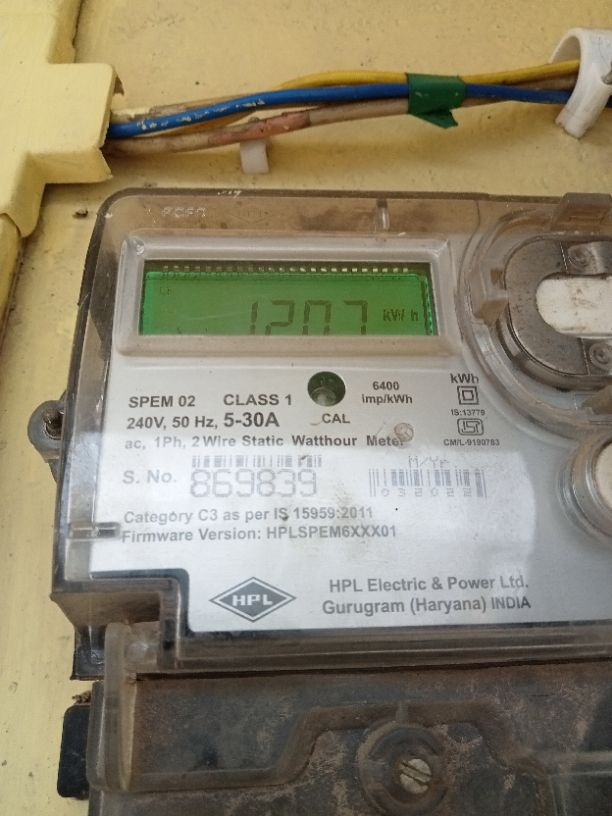 1207 kWh
SPEM 02 CLASS 1 6400 imp/kWh kWh
240V, 50 Hz, 5-30A CAL IS:13779
ac, 1Ph, 2 Wire Static Watthour Meter CM/L-9190783
S. No. 869839 M/Yr 032022
Category C3 as per IS 15959:2011
Firmware Version: HPLSPEM6XXX01
HPL
HPL Electric & Power Ltd.
Gurugram (Haryana) INDIA